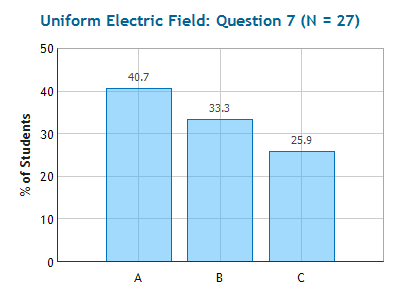 Uniform Electric Field: Question 7 (N = 27)
50
40
30
20
10
0
% of Students
40.7
33.3
25.9
A
B
C